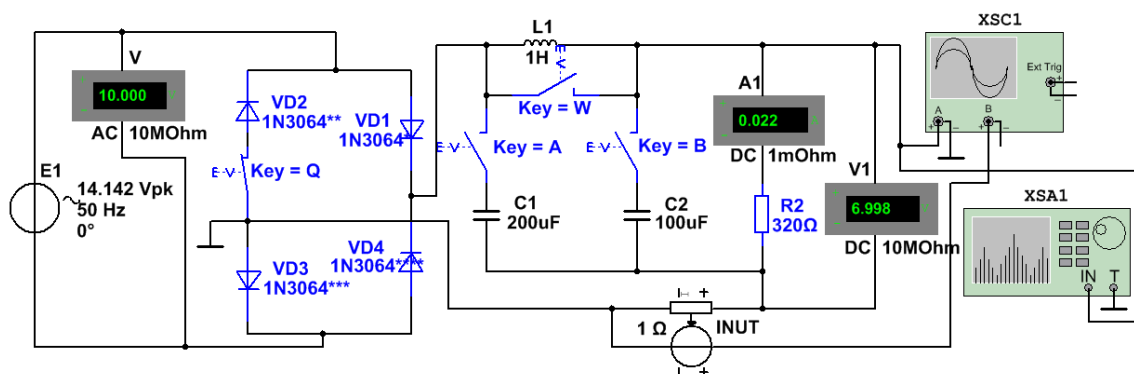 V
10.000 V
AC 10MOhm
E1
14.142 Vpk
50 Hz
0°
VD2
1N3064**
VD1
1N3064*
E V
Key = Q
VD3
1N3064***
VD4
1N3064****
L1
1H
E V
Key = W
E V
Key = A
E V
Key = B
C1
200uF
C2
100uF
A1
0.022 A
DC 1mOhm
R2
320Ω
V1
6.998 V
DC 10MOhm
1 Ω
INUT
XSC1
Ext Trig
A
B
XSA1
IN T